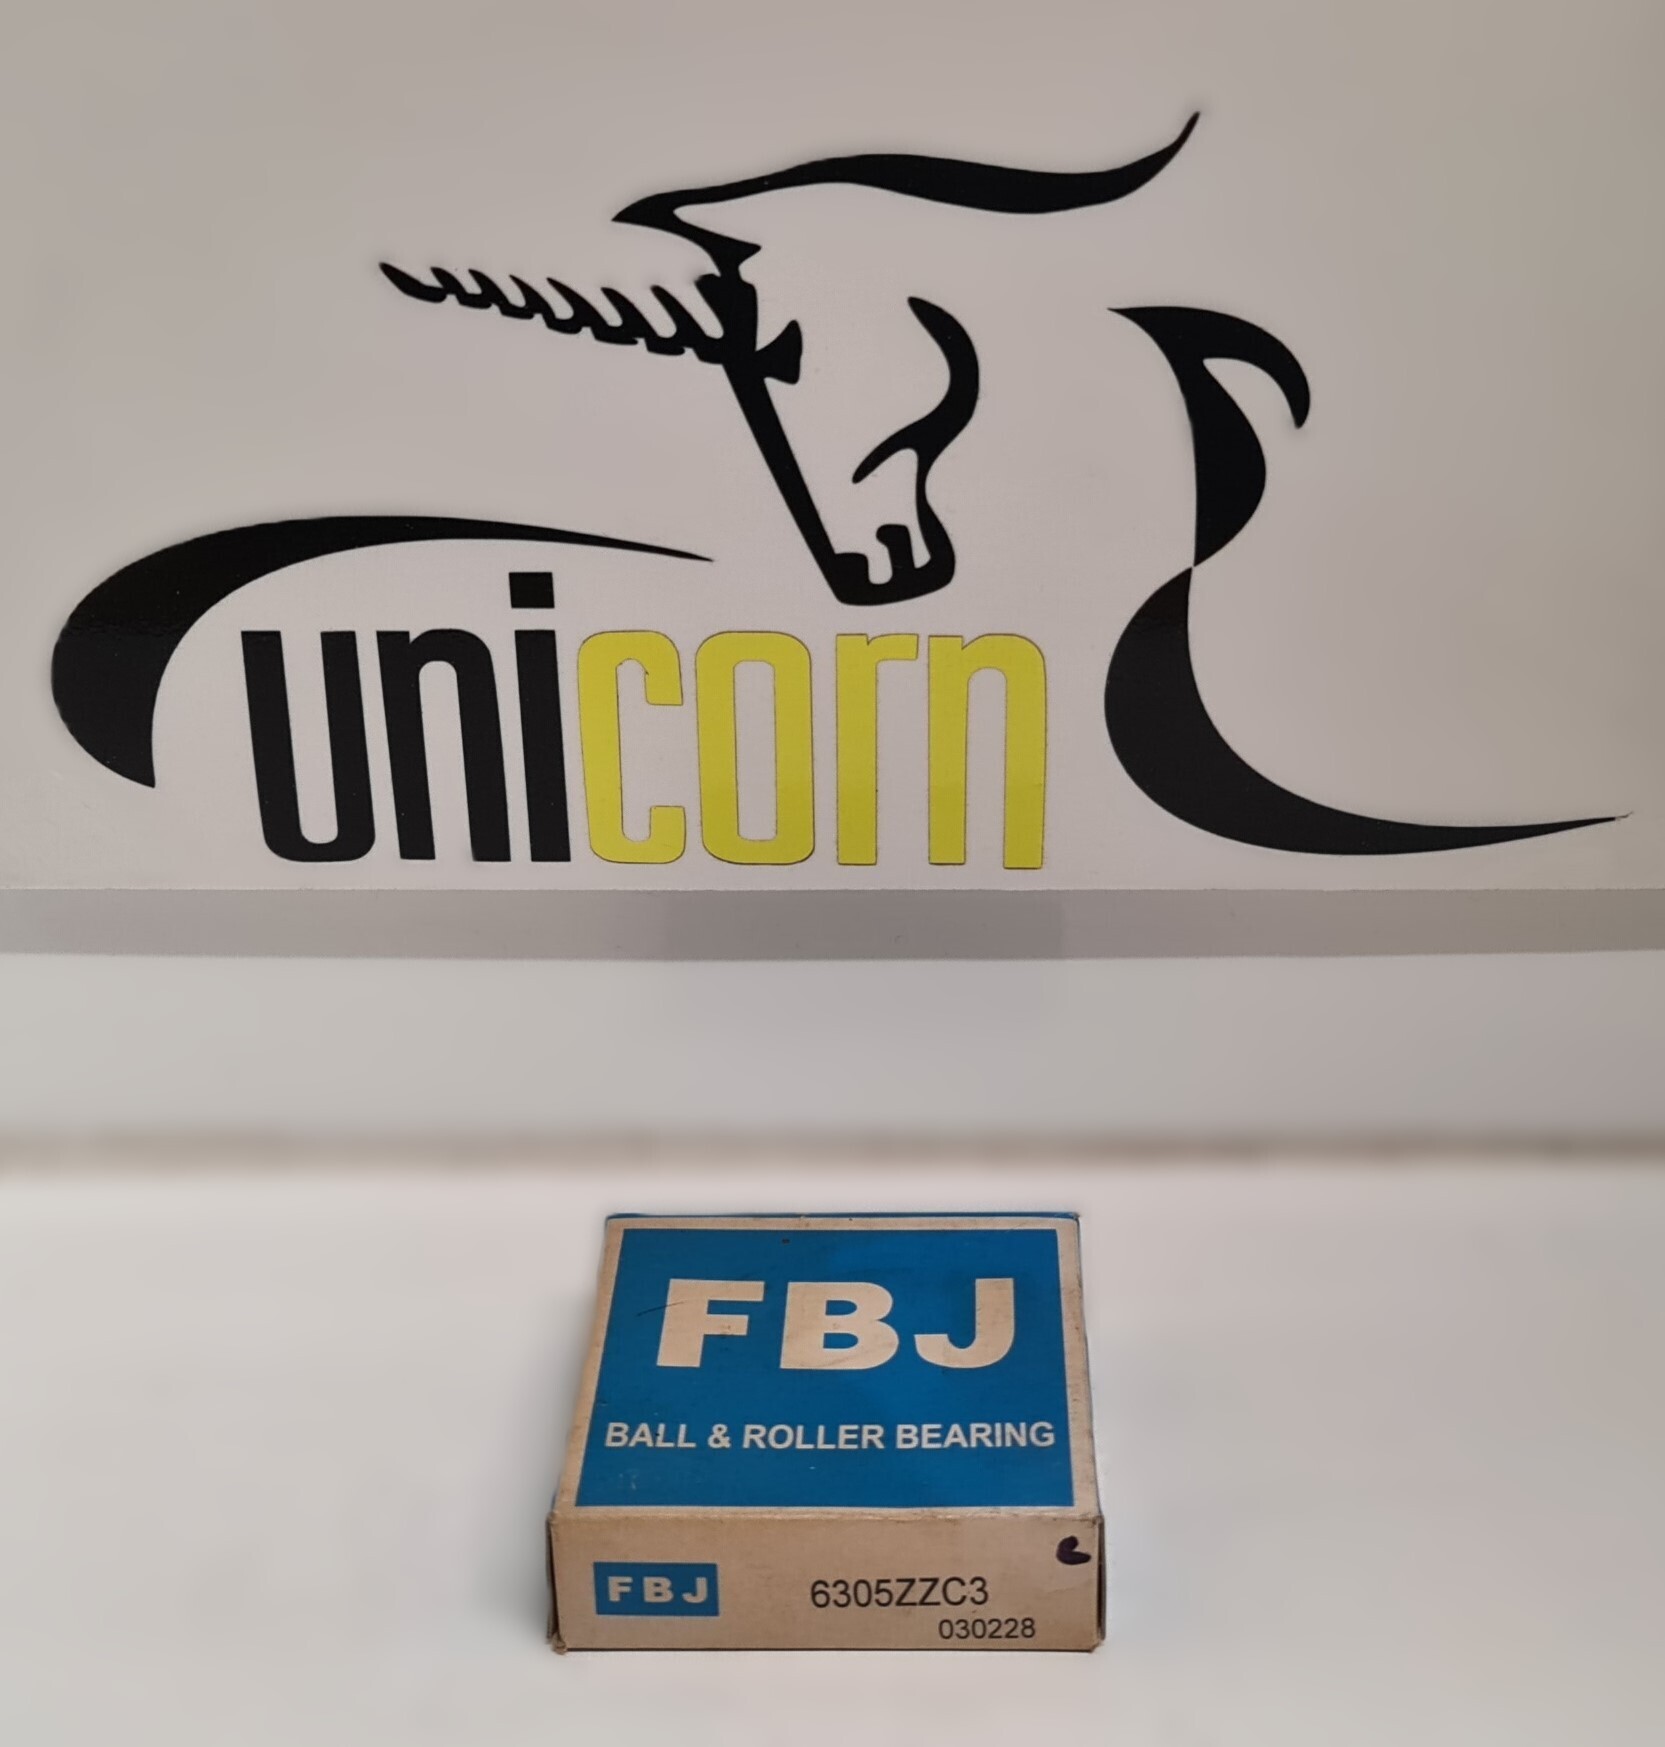 unicorn
FBJ
BALL & ROLLER BEARING
FBJ
6305ZZC3
030228